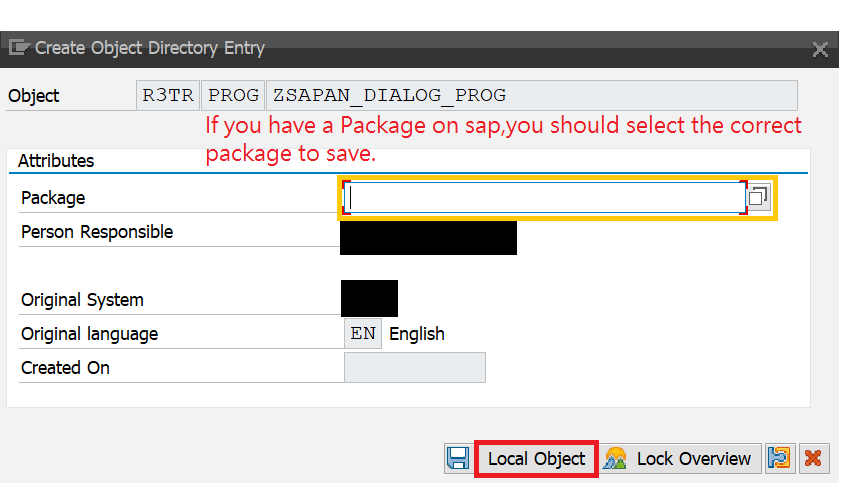 Create Object Directory Entry
Object R3TR PROG ZSAPAN_DIALOG_PROG
If you have a Package on sap,you should select the correct
package to save.
Attributes
Package
Person Responsible
Original System
Original language EN English
Created On
Local Object Lock Overview